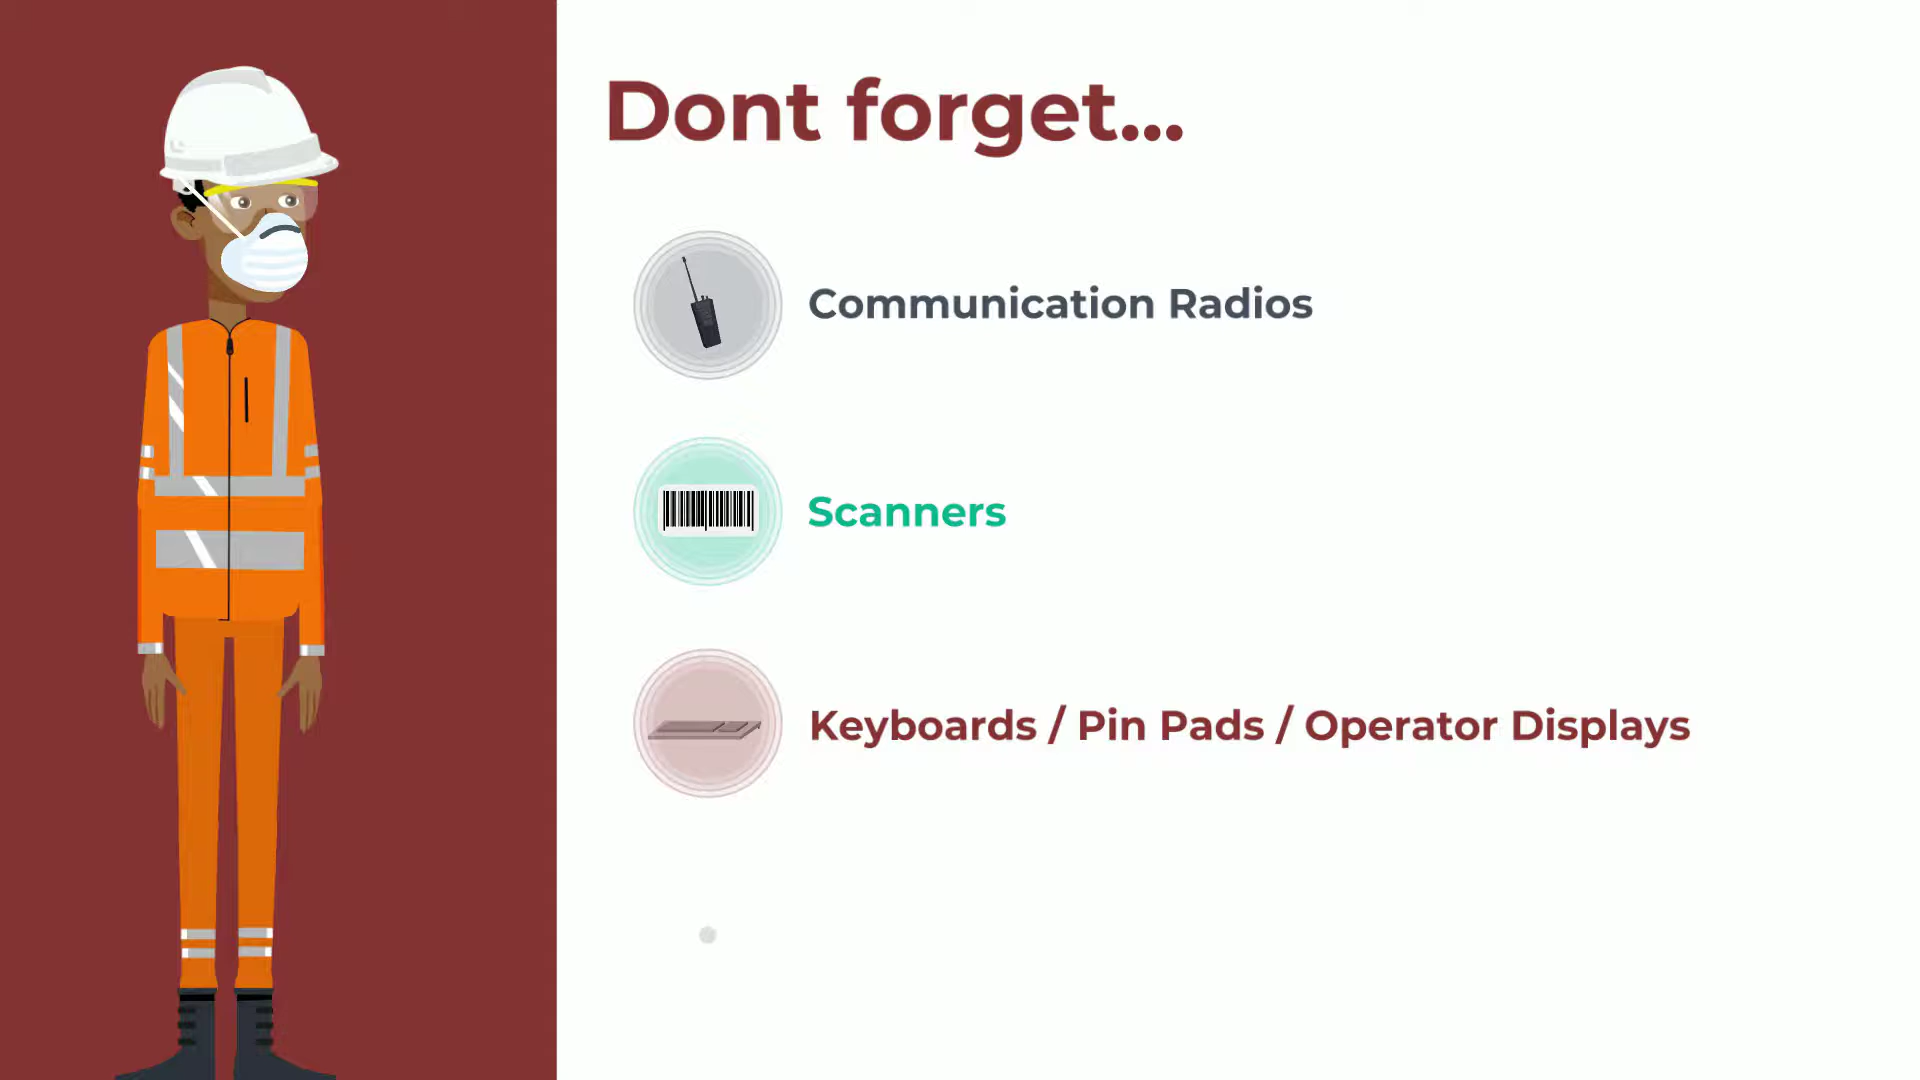 Dont forget...
Communication Radios
Scanners
Keyboards / Pin Pads / Operator Displays